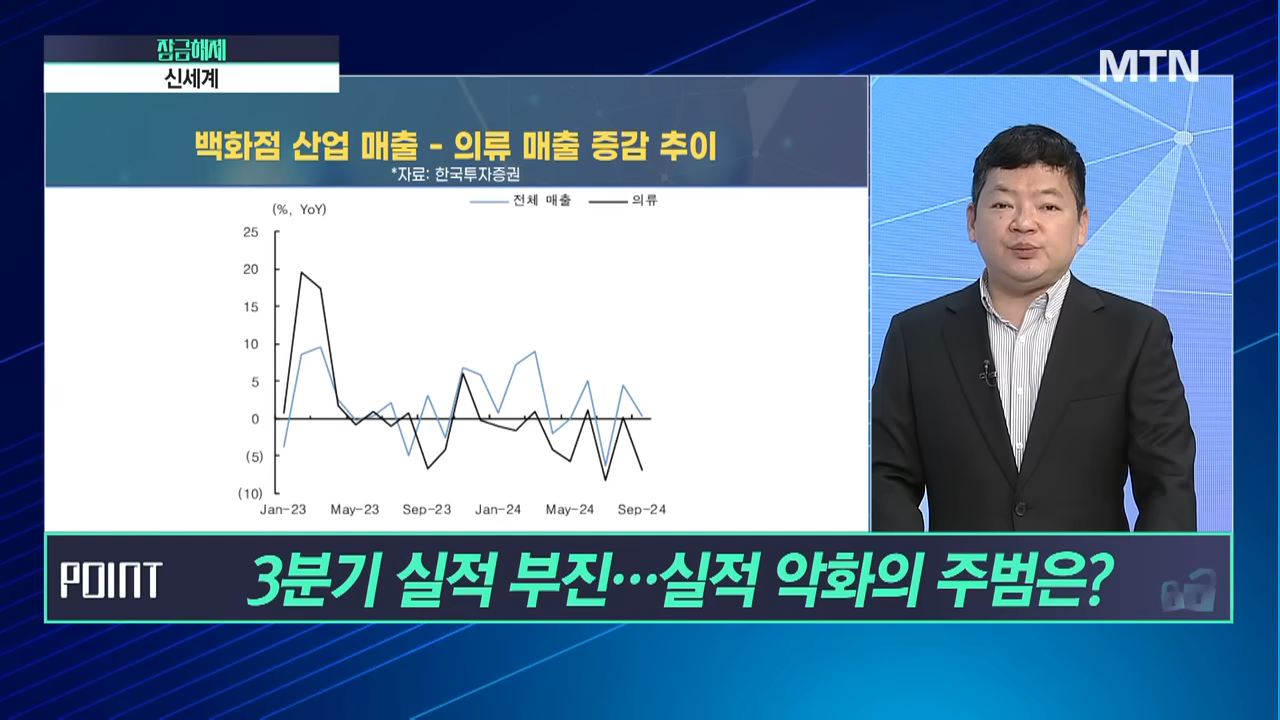 잠금해제
신세계
MTN
백화점 산업 매출 - 의류 매출 증감 추이
*자료: 한국투자증권
(%, YoY)
전체 매출
의류
25
20
15
10
5
0
(5)
(10)
Jan-23 May-23 Sep-23 Jan-24 May-24 Sep-24
POINT
3분기 실적 부진…실적 악화의 주범은?